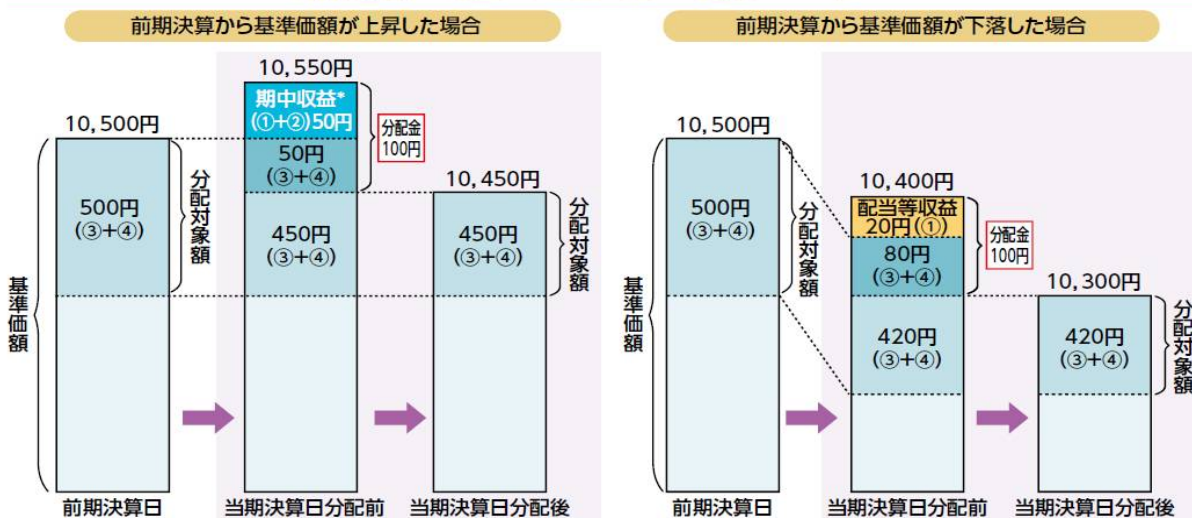 前期決算から基準価額が上昇した場合
10,500円
500円
(③+④)
分配対象額
基準価額
前期決算日
10,550円
期中収益*
(①+②)50円
50円
(③+④)
分配金
100円
450円
(③+④)
当期決算日分配前
10,450円
450円
(③+④)
分配対象額
当期決算日分配後
前期決算から基準価額が下落した場合
10,500円
500円
(③+④)
分配対象額
基準価額
前期決算日
10,400円
配当等収益
20円(①)
80円
(③+④)
分配金
100円
420円
(③+④)
当期決算日分配前
10,300円
420円
(③+④)
分配対象額
当期決算日分配後